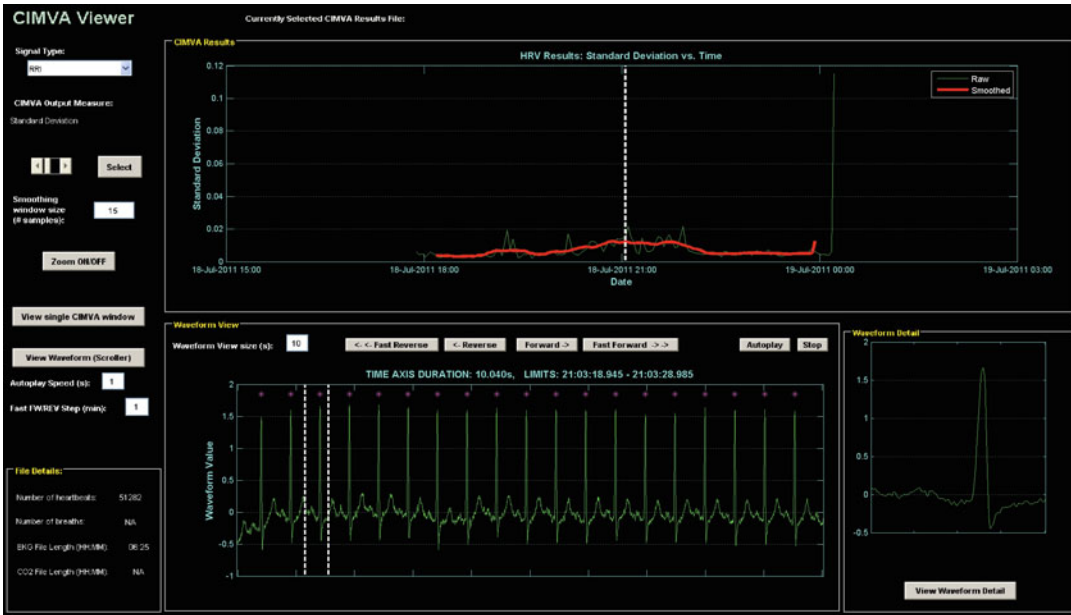 CIMVA Viewer
Currently Selected CIMVA Results File:
Signal Type:
RRI
CIMVA Output Measure:
Standard Deviation
Select
Smoothing
window size
(# samples):
15
Zoom ON/OFF
View single CIMVA window
View Waveform (Scroller)
Autoplay Speed (s):
1
Fast FW/REV Step (min):
1
File Details:
Number of heartbeats: 51282
Number of breaths: NA
EKG File Length (HH:MM) 06:25
CO2 File Length (HH:MM) NA
CIMVA Results
HRV Results: Standard Deviation vs. Time
Raw
Smoothed
Standard Deviation
0.12
0.1
0.08
0.06
0.04
0.02
0
18-Jul-2011 15:00 18-Jul-2011 18:00 18-Jul-2011 21:00 19-Jul-2011 00:00 19-Jul-2011 03:00
Date
Waveform View
Waveform View size (s): 10 <- <- Fast Reverse <- Reverse Forward -> Fast Forward -> -> Autoplay Stop
TIME AXIS DURATION: 10.040s, LIMITS: 21:03:18.945 - 21:03:28.985
Waveform Value
2
1.5
1
0.5
0
-0.5
-1
Waveform Detail
2
1.5
1
0.5
0
-0.5
View Waveform Detail